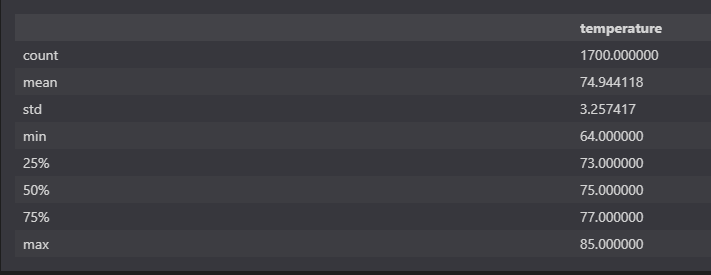 temperature
count 1700.000000
mean 74.944118
std 3.257417
min 64.000000
25% 73.000000
50% 75.000000
75% 77.000000
max 85.000000